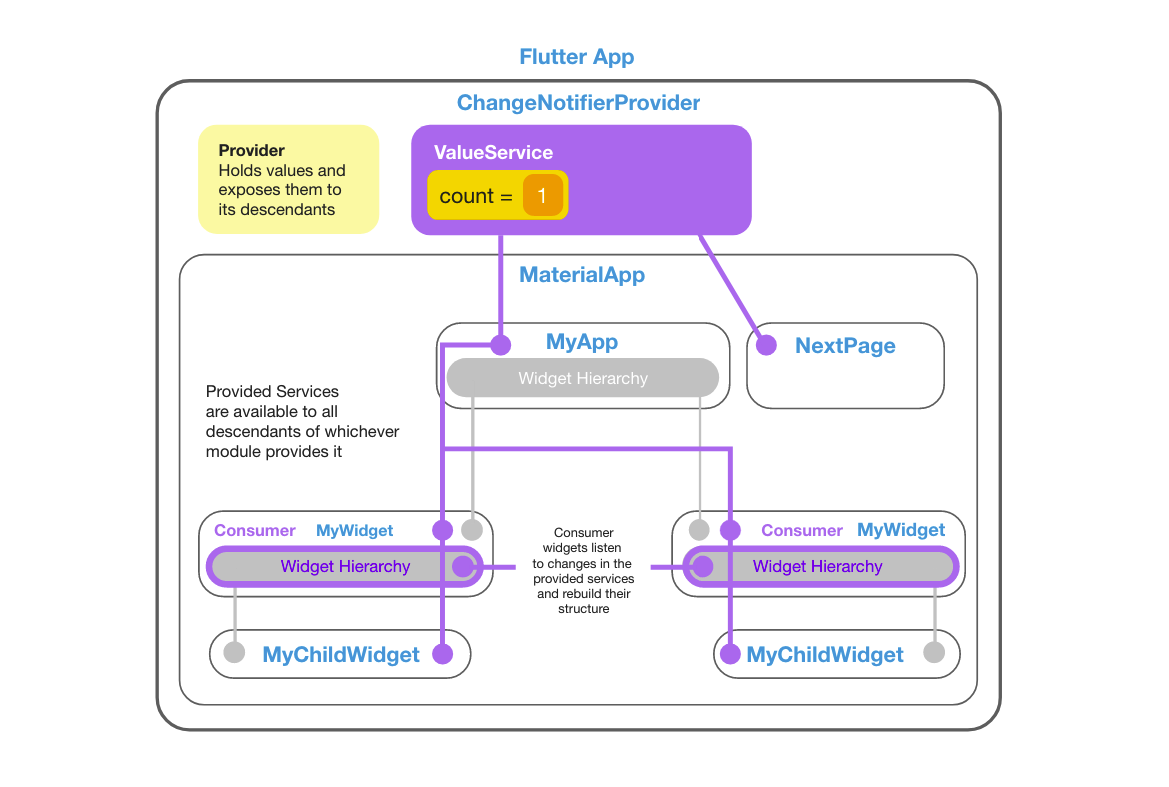 Flutter App
ChangeNotifierProvider
Provider
Holds values and
exposes them to
its descendants
ValueService
count = 1
MaterialApp
MyApp
Widget Hierarchy
NextPage
Provided Services
are available to all
descendants of whichever
module provides it
Consumer MyWidget
Widget Hierarchy
Consumer
widgets listen
to changes in the
provided services
and rebuild their
structure
Consumer MyWidget
Widget Hierarchy
MyChildWidget
MyChildWidget